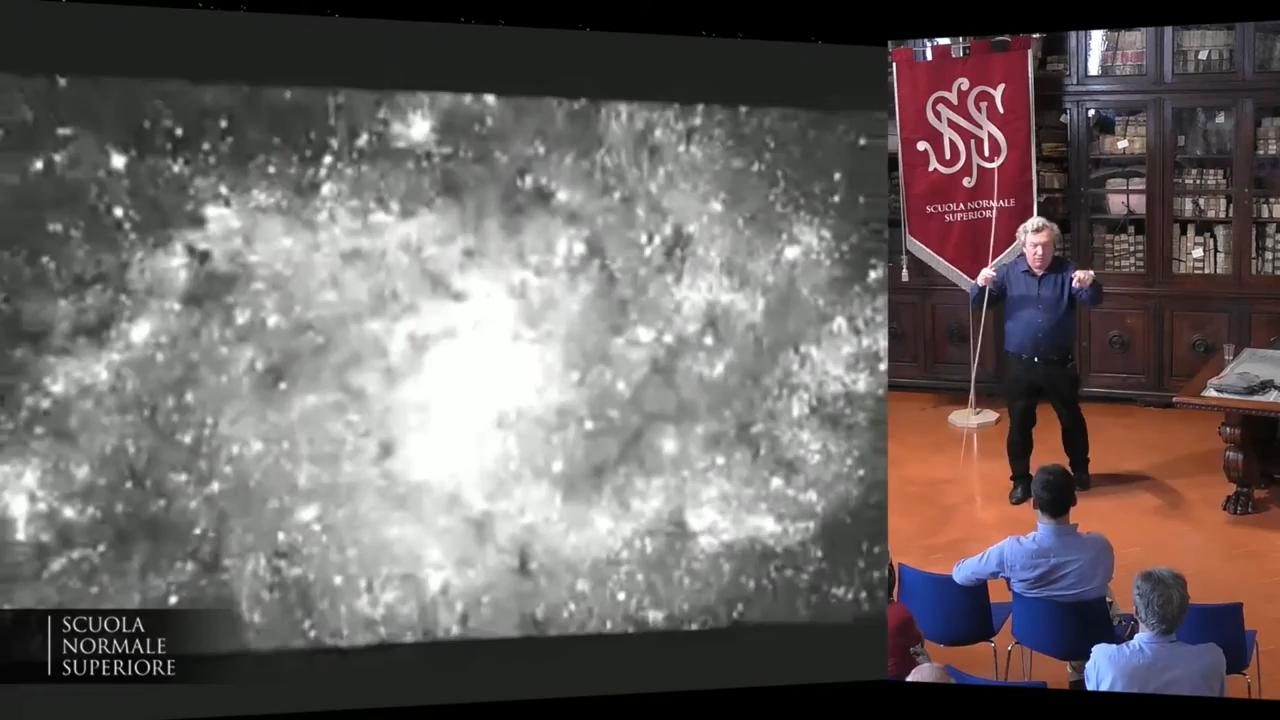 SNS
SCUOLA NORMALE
SUPERIORE
SCUOLA
NORMALE
SUPERIORE